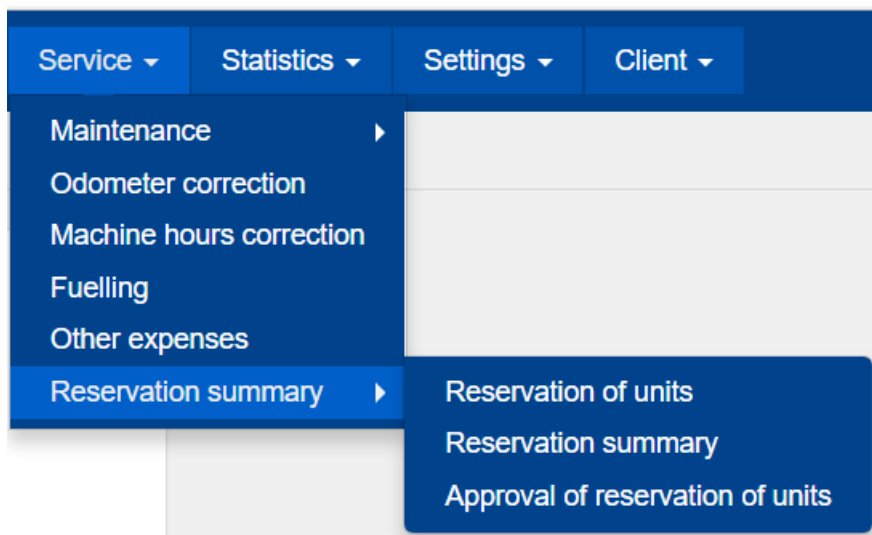 Service Statistics Settings Client
Maintenance
Odometer correction
Machine hours correction
Fuelling
Other expenses
Reservation summary
Reservation of units
Reservation summary
Approval of reservation of units